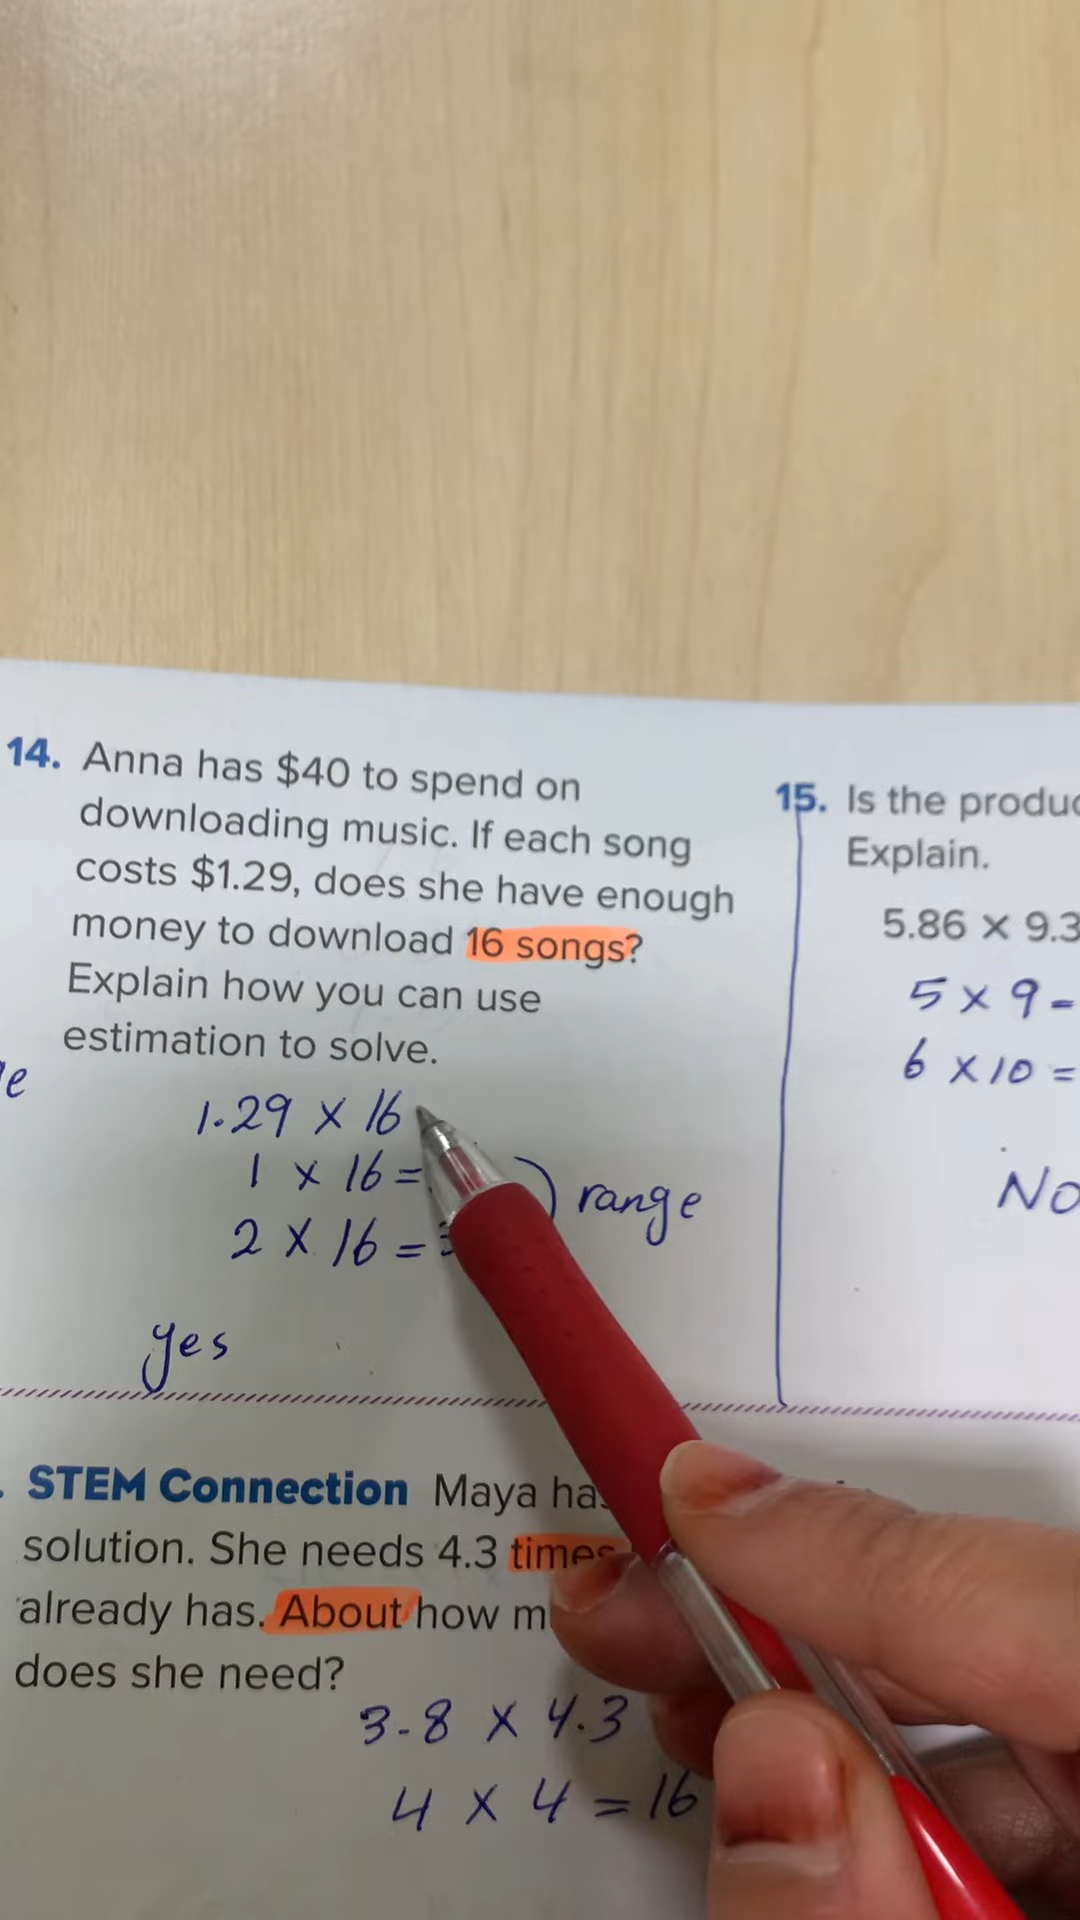 14. Anna has $40 to spend on
downloading music. If each song
costs $1.29, does she have enough
money to download 16 songs?
Explain how you can use
estimation to solve.
1.29 × 16
1 × 16 =
2 × 16 =
range
yes
15. Is the
Explain.
5.86 × 9.3
5 × 9 =
6 × 10 =
No
STEM Connection Maya
solution. She needs 4.3 times
already has. About how
does she need?
3.8 × 4.3
4 × 4 = 16